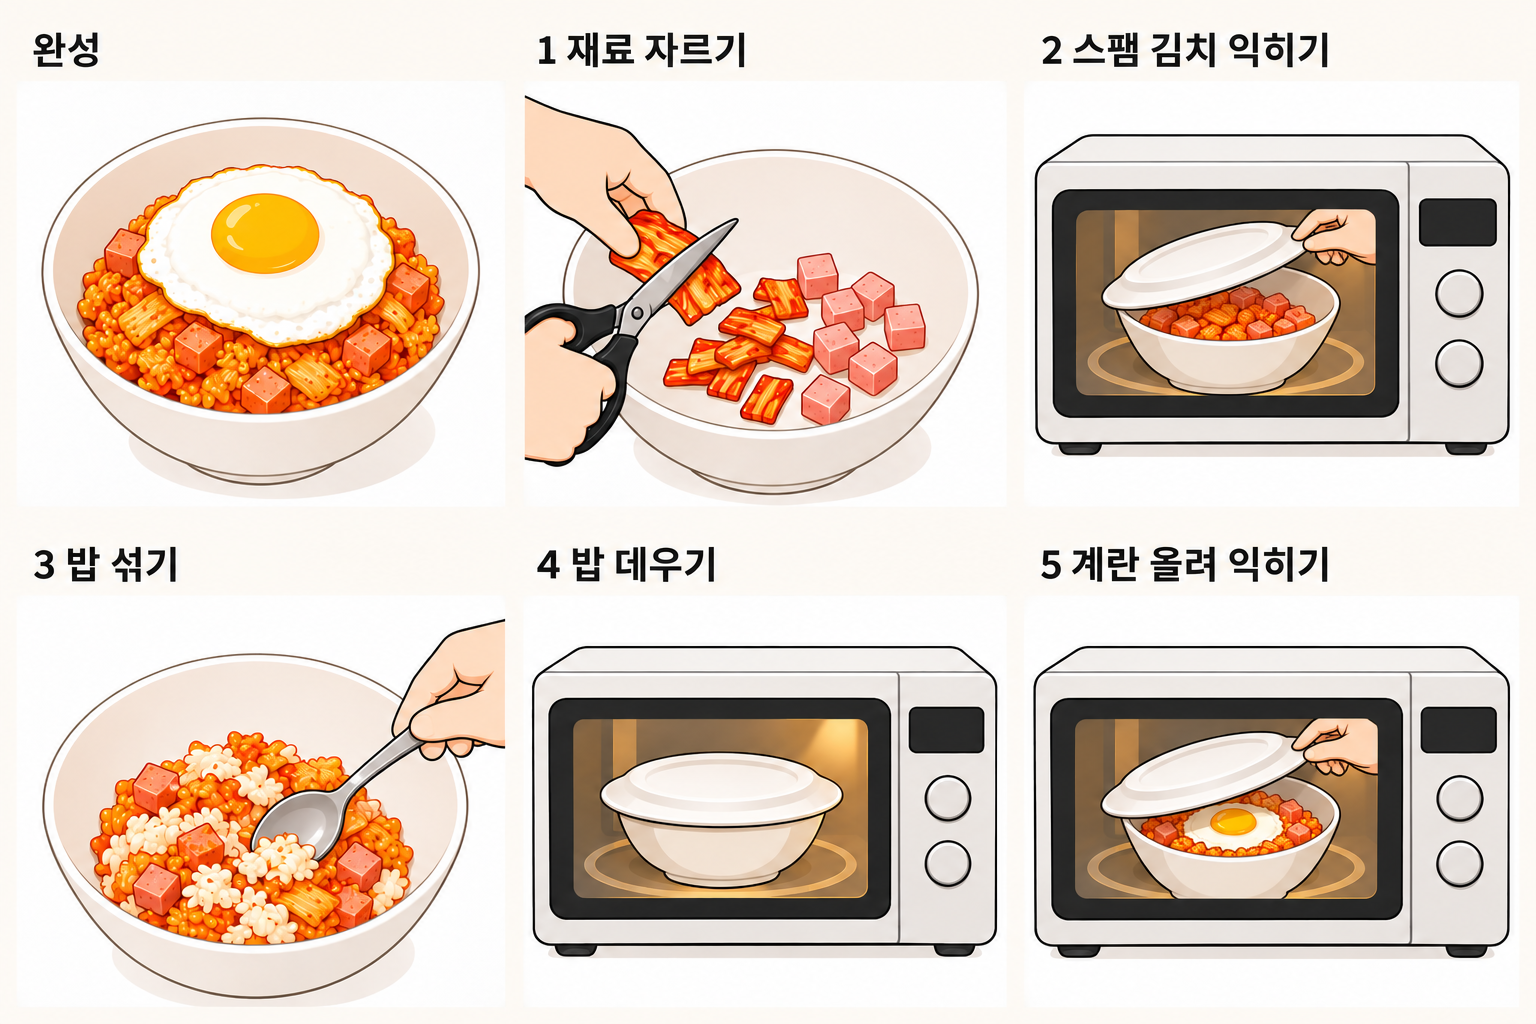 완성
1 재료 자르기
2 스팸 김치 익히기
3 밥 섞기
4 밥 데우기
5 계란 올려 익히기